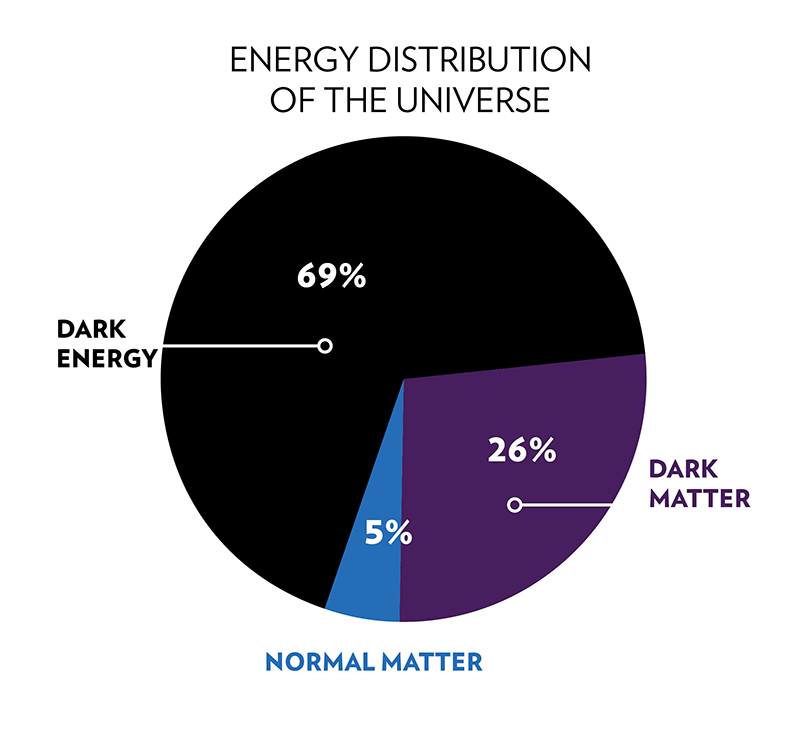 ENERGY DISTRIBUTION
OF THE UNIVERSE
69%
DARK
ENERGY
26%
DARK
MATTER
5%
NORMAL MATTER